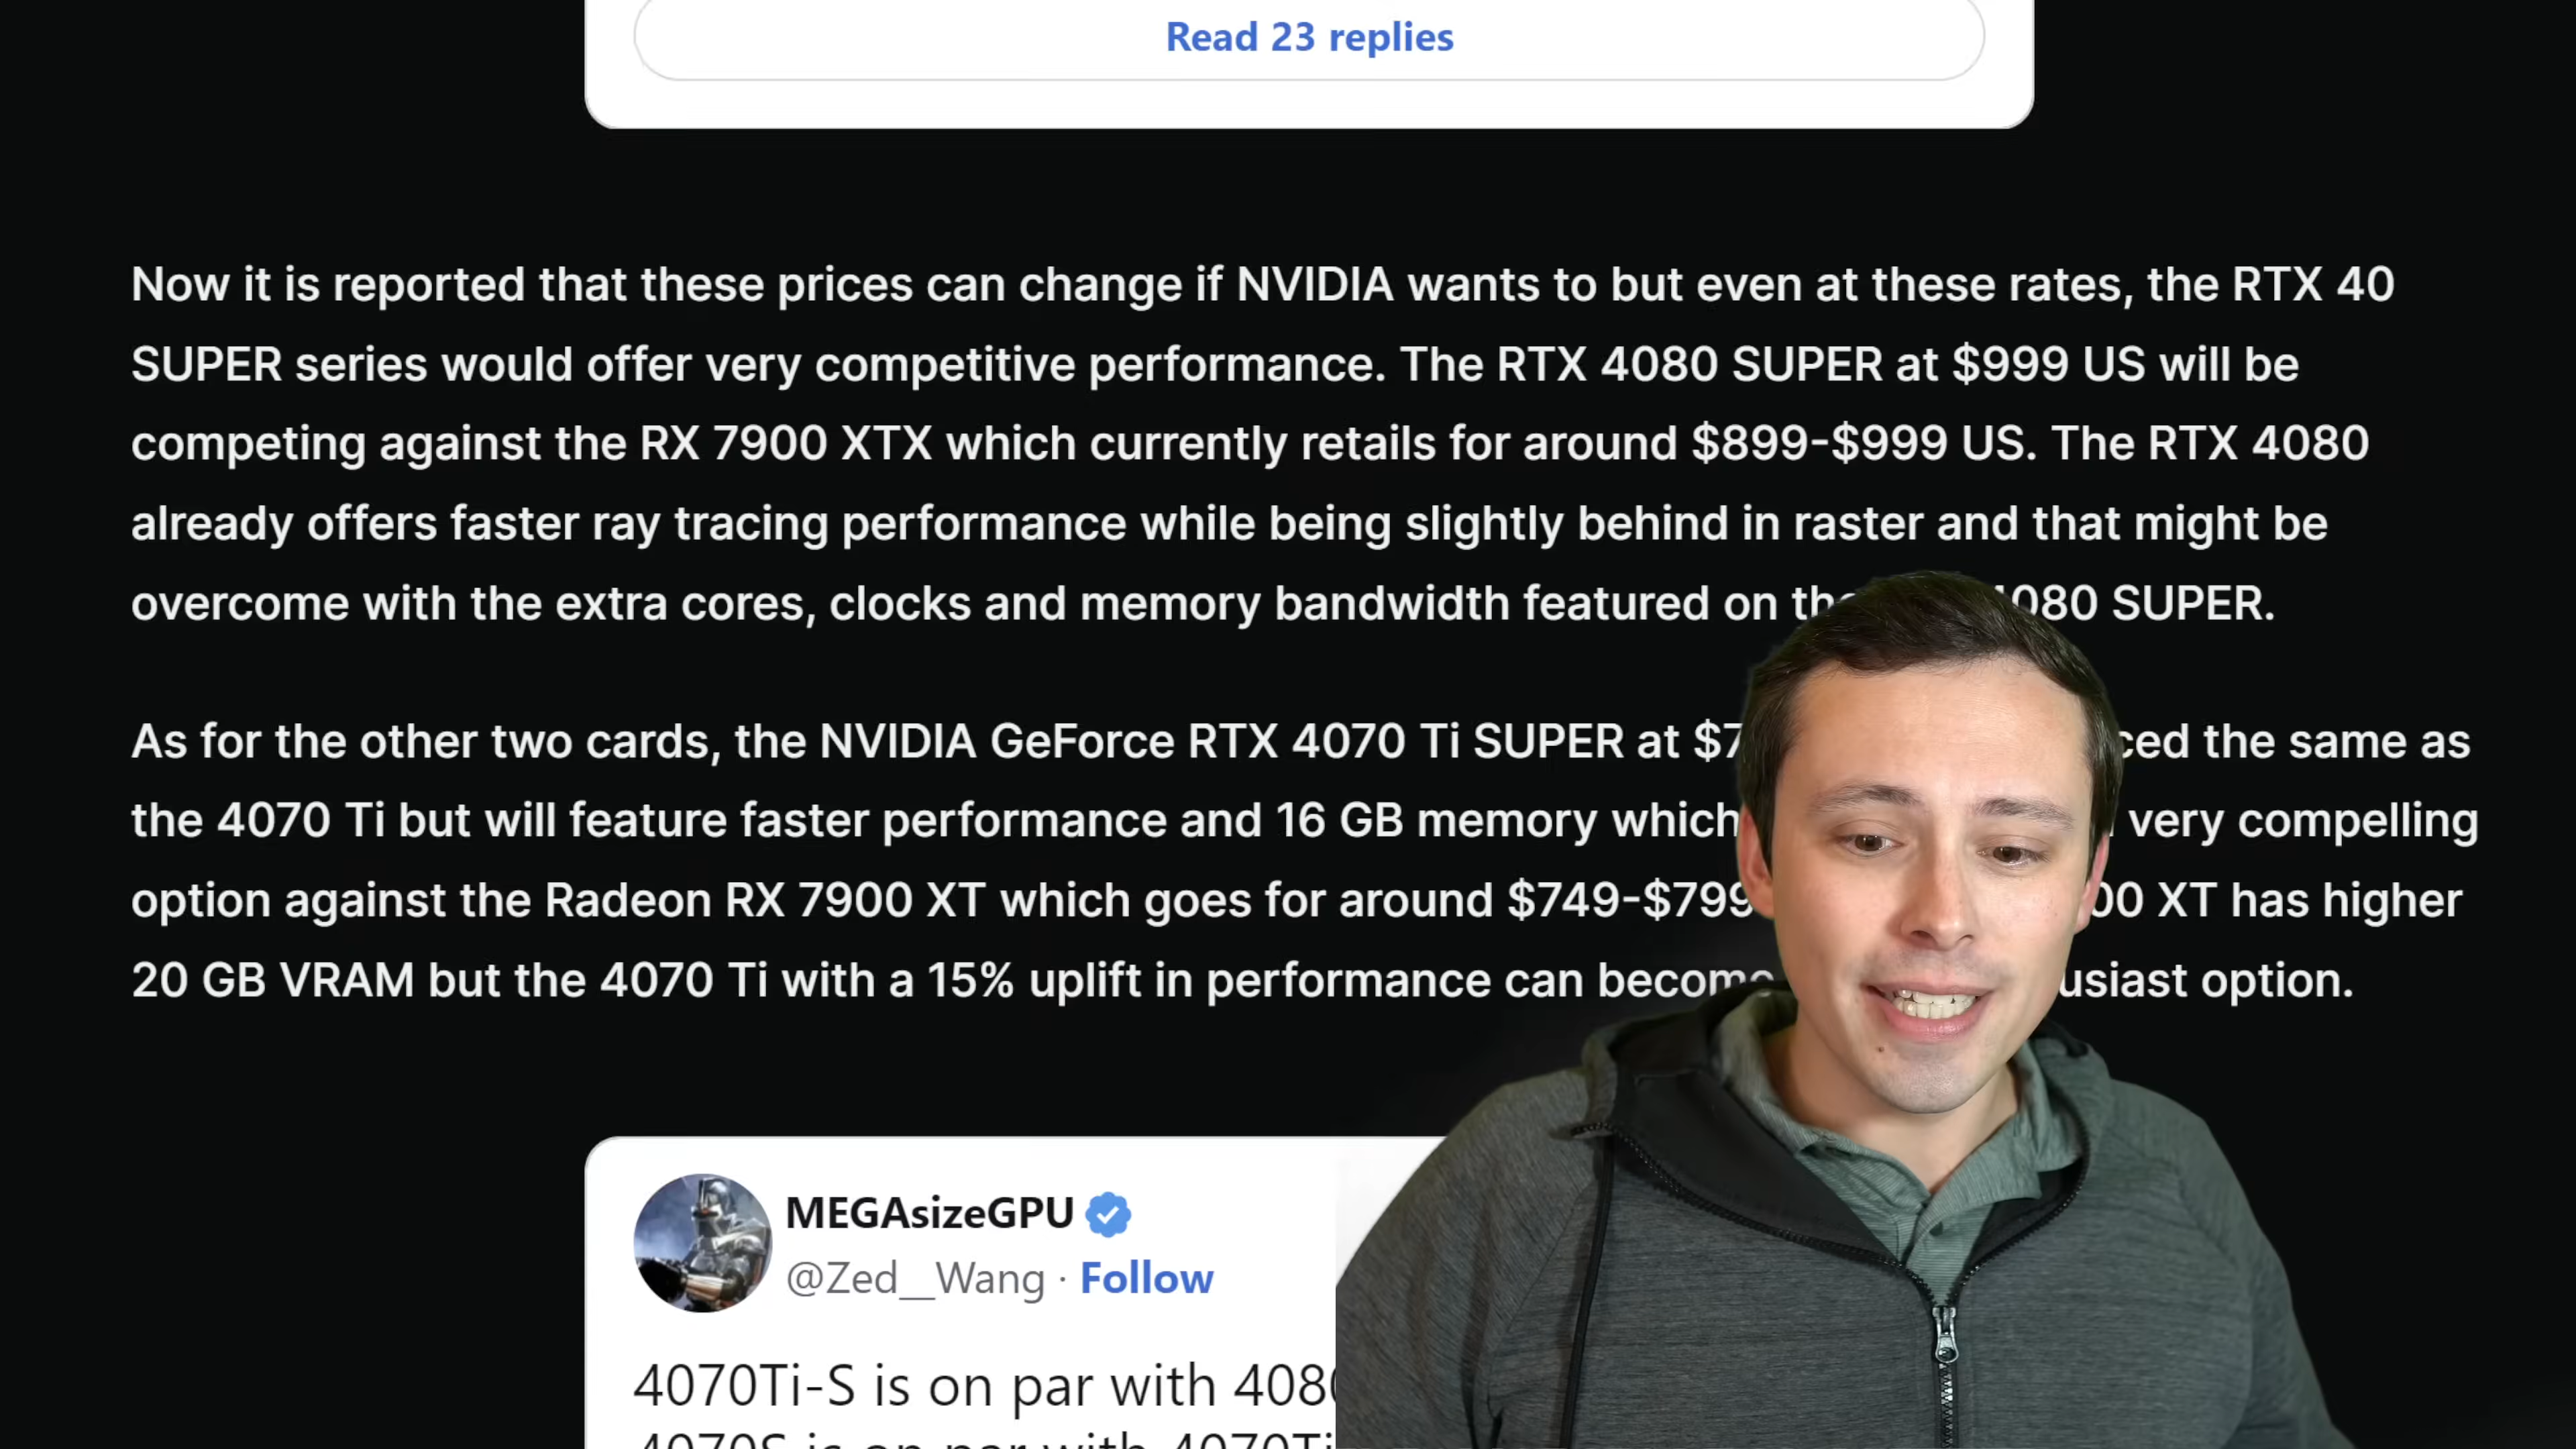 Read 23 replies
Now it is reported that these prices can change if NVIDIA wants to but even at these rates, the RTX 40
SUPER series would offer very competitive performance. The RTX 4080 SUPER at $999 US will be
competing against the RX 7900 XTX which currently retails for around $899-$999 US. The RTX 4080
already offers faster ray tracing performance while being slightly behind in raster and that might be
overcome with the extra cores, clocks and memory bandwidth featured on 080 SUPER.
As for the other two cards, the NVIDIA GeForce RTX 4070 Ti SUPER at $7 ced the same as
the 4070 Ti but will feature faster performance and 16 GB memory which very compelling
option against the Radeon RX 7900 XT which goes for around $749-$799 00 XT has higher
20 GB VRAM but the 4070 Ti with a 15% uplift in performance can become usiast option.
MEGAsizeGPU
@Zed__Wang · Follow
4070Ti-S is on par with 408
4070S is on par with 4070Ti